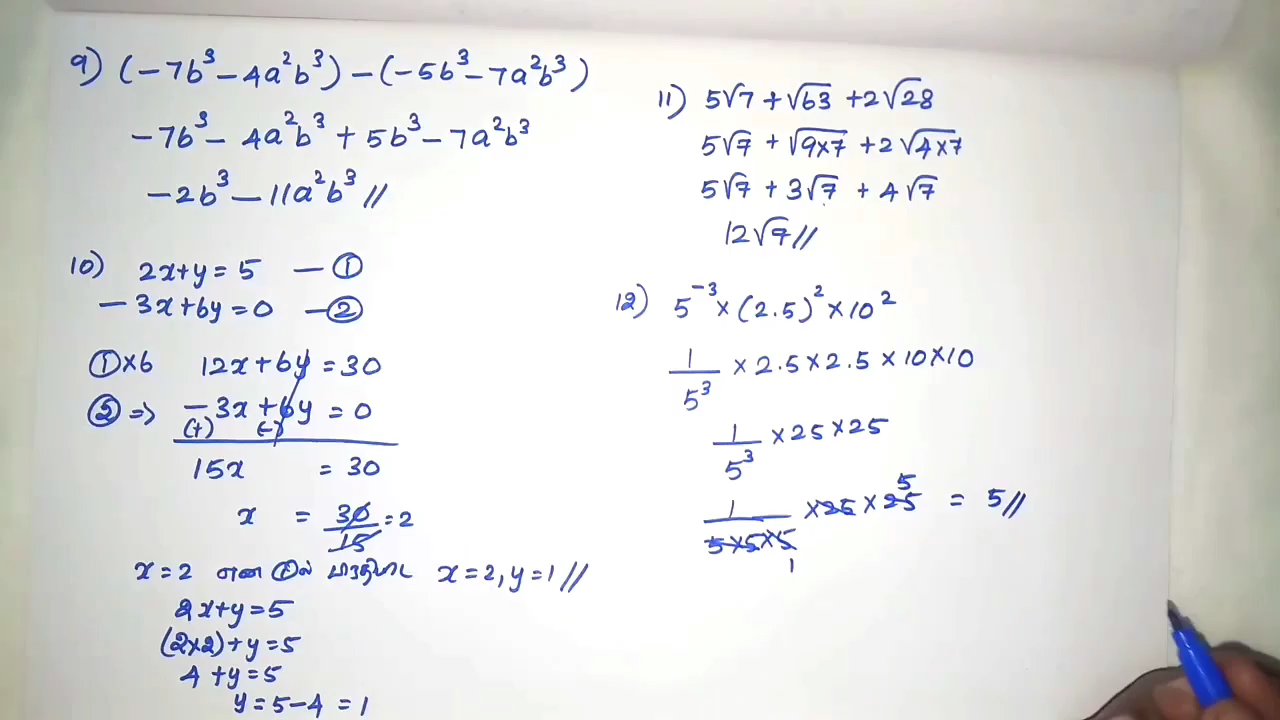 9) (-7b³ - 4a²b³) - (-5b³ - 7a²b³)
-7b³ - 4a²b³ + 5b³ - 7a²b³
-2b³ - 11a²b³ //
10) 2x+y = 5 — ①
- 3x+6y = 0 — ②
①×6 12x+6y = 30
② => -3x+6y = 0
(+) (-)
15x = 30
x = 30/15 = 2
x = 2 என ①ல் x = 2, y = 1 //
2x+y = 5
(2×2)+y = 5
4 +y = 5
y = 5-4 = 1
11) 5√7 + √63 + 2√28
5√7 + √9×7 + 2√4×7
5√7 + 3√7 + 4√7
12√7 //
12) 5⁻³ × (2.5)² × 10²
1/5³ × 2.5 × 2.5 × 10 × 10
1/5³ × 25 × 25
5
1/5×5×5 × 25 × 25 = 5 //
1